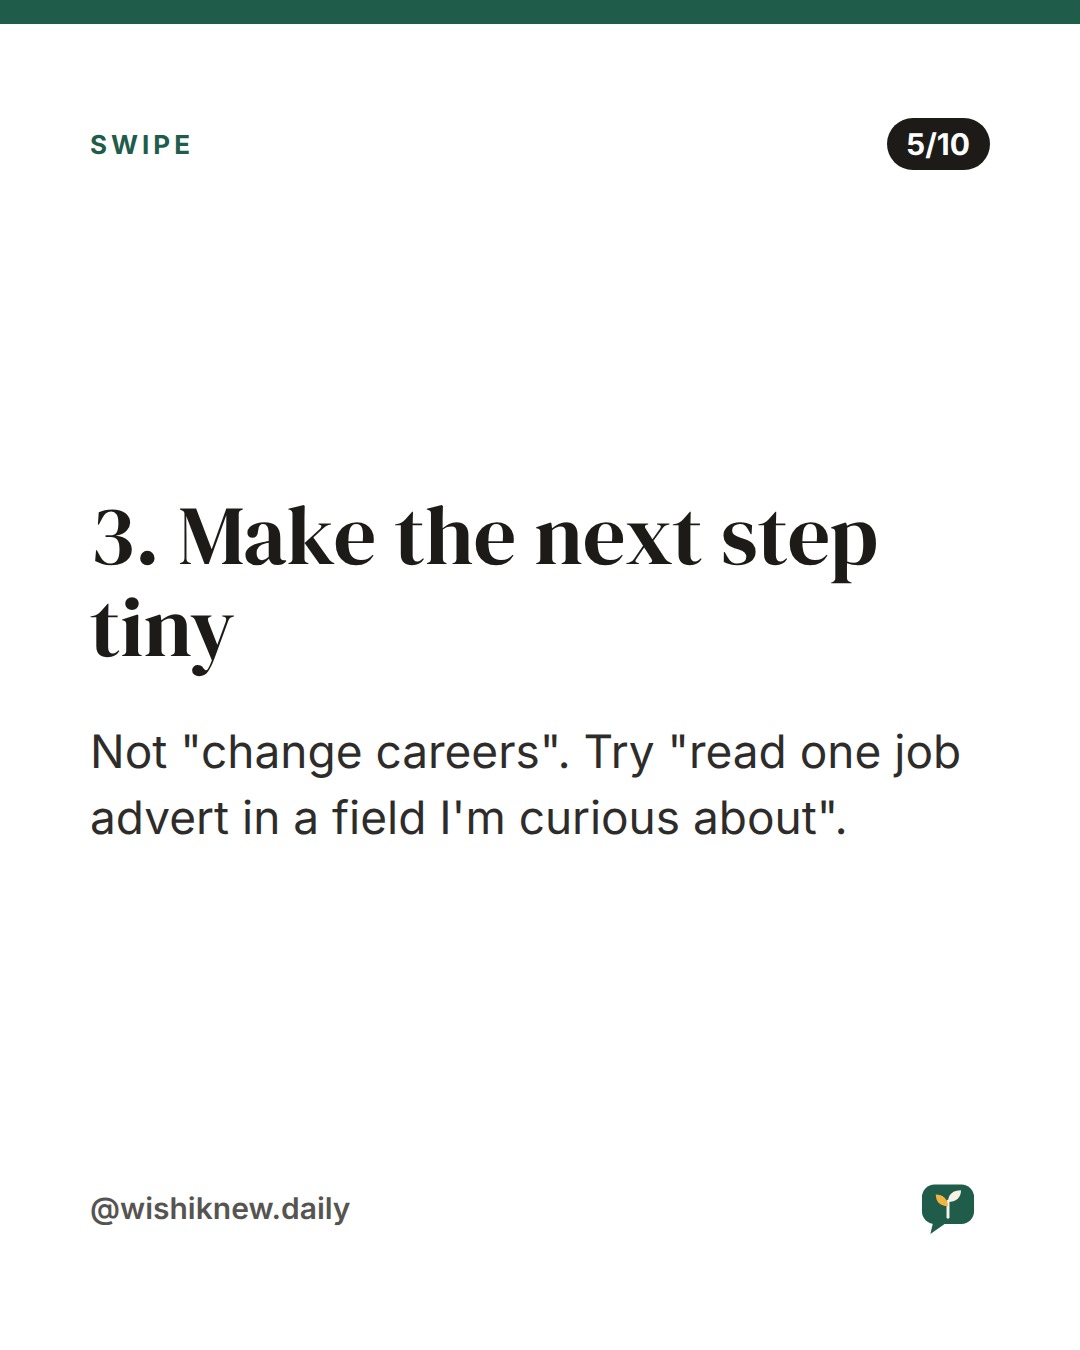 SWIPE
5/10
3. Make the next step
tiny
Not "change careers". Try "read one job
advert in a field I'm curious about".
@wishiknew.daily